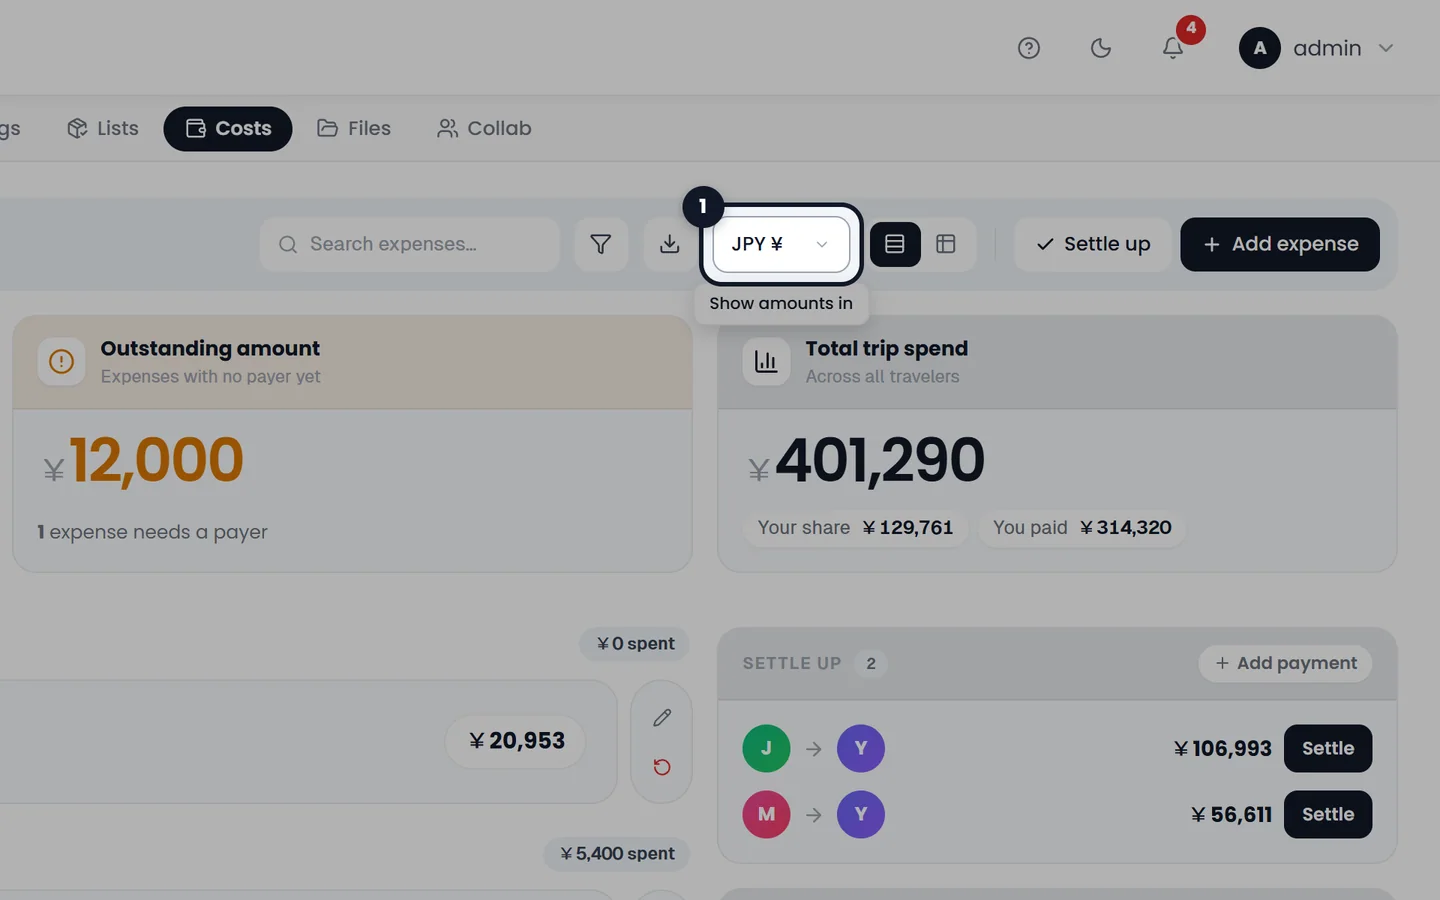 4
A admin
gs Lists Costs Files Collab
1
Search expenses... JPY ¥ Settle up + Add expense
Show amounts in
Outstanding amount
Expenses with no payer yet
¥12,000
1 expense needs a payer
Total trip spend
Across all travelers
¥401,290
Your share ¥129,761 You paid ¥314,320
¥0 spent
¥20,953
¥5,400 spent
SETTLE UP 2 + Add payment
J → Y ¥106,993 Settle
M → Y ¥56,611 Settle